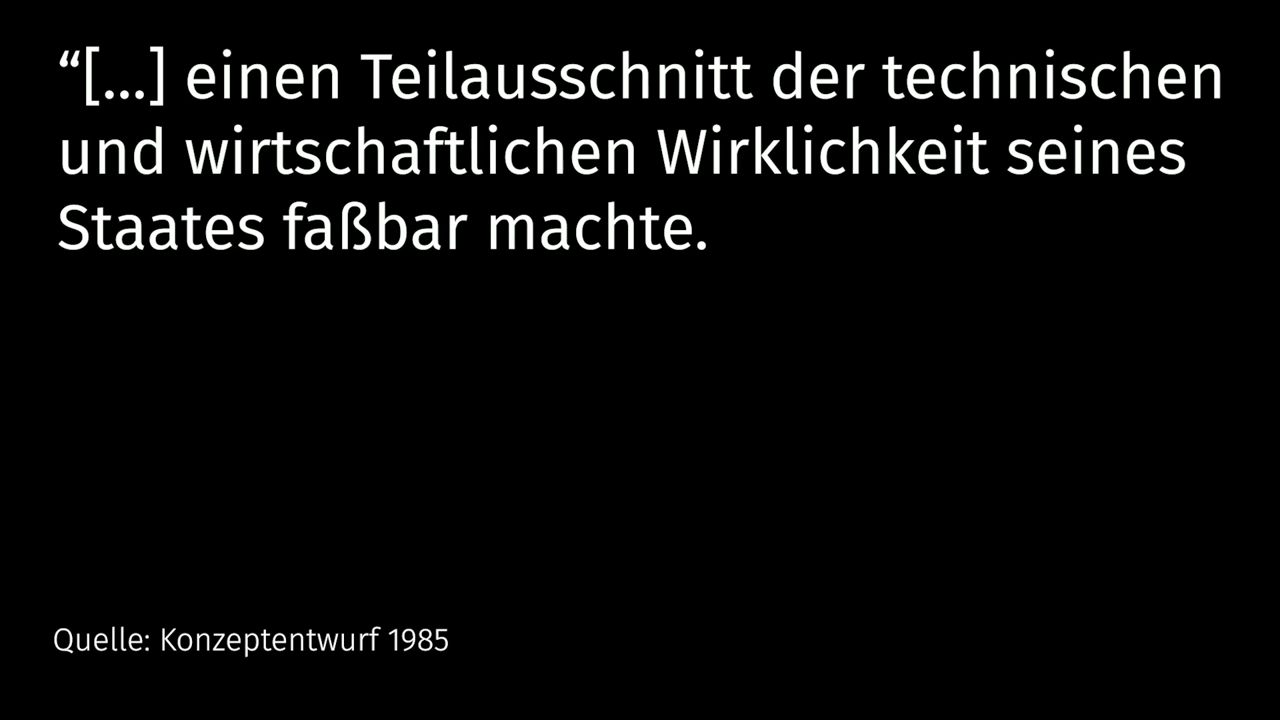 “[...] einen Teilausschnitt der technischen
und wirtschaftlichen Wirklichkeit seines
Staates faßbar machte.
Quelle: Konzeptentwurf 1985